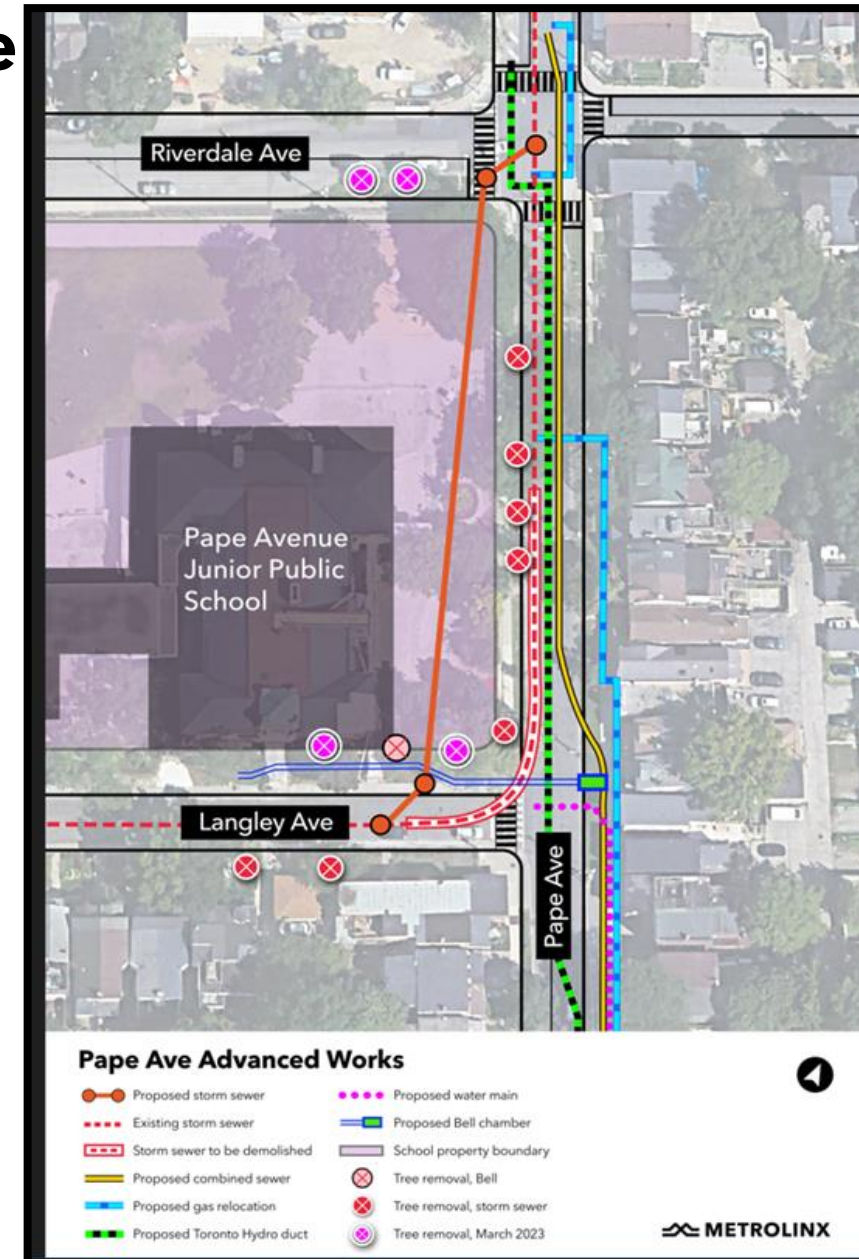 e
Riverdale Ave
Pape Avenue
Junior Public
School
Langley Ave
Pape Ave
Pape Ave Advanced Works
Proposed storm sewer
Existing storm sewer
Storm sewer to be demolished
Proposed combined sewer
Proposed gas relocation
Proposed Toronto Hydro duct
Proposed water main
Proposed Bell chamber
School property boundary
Tree removal, Bell
Tree removal, storm sewer
Tree removal, March 2023
METROLINX